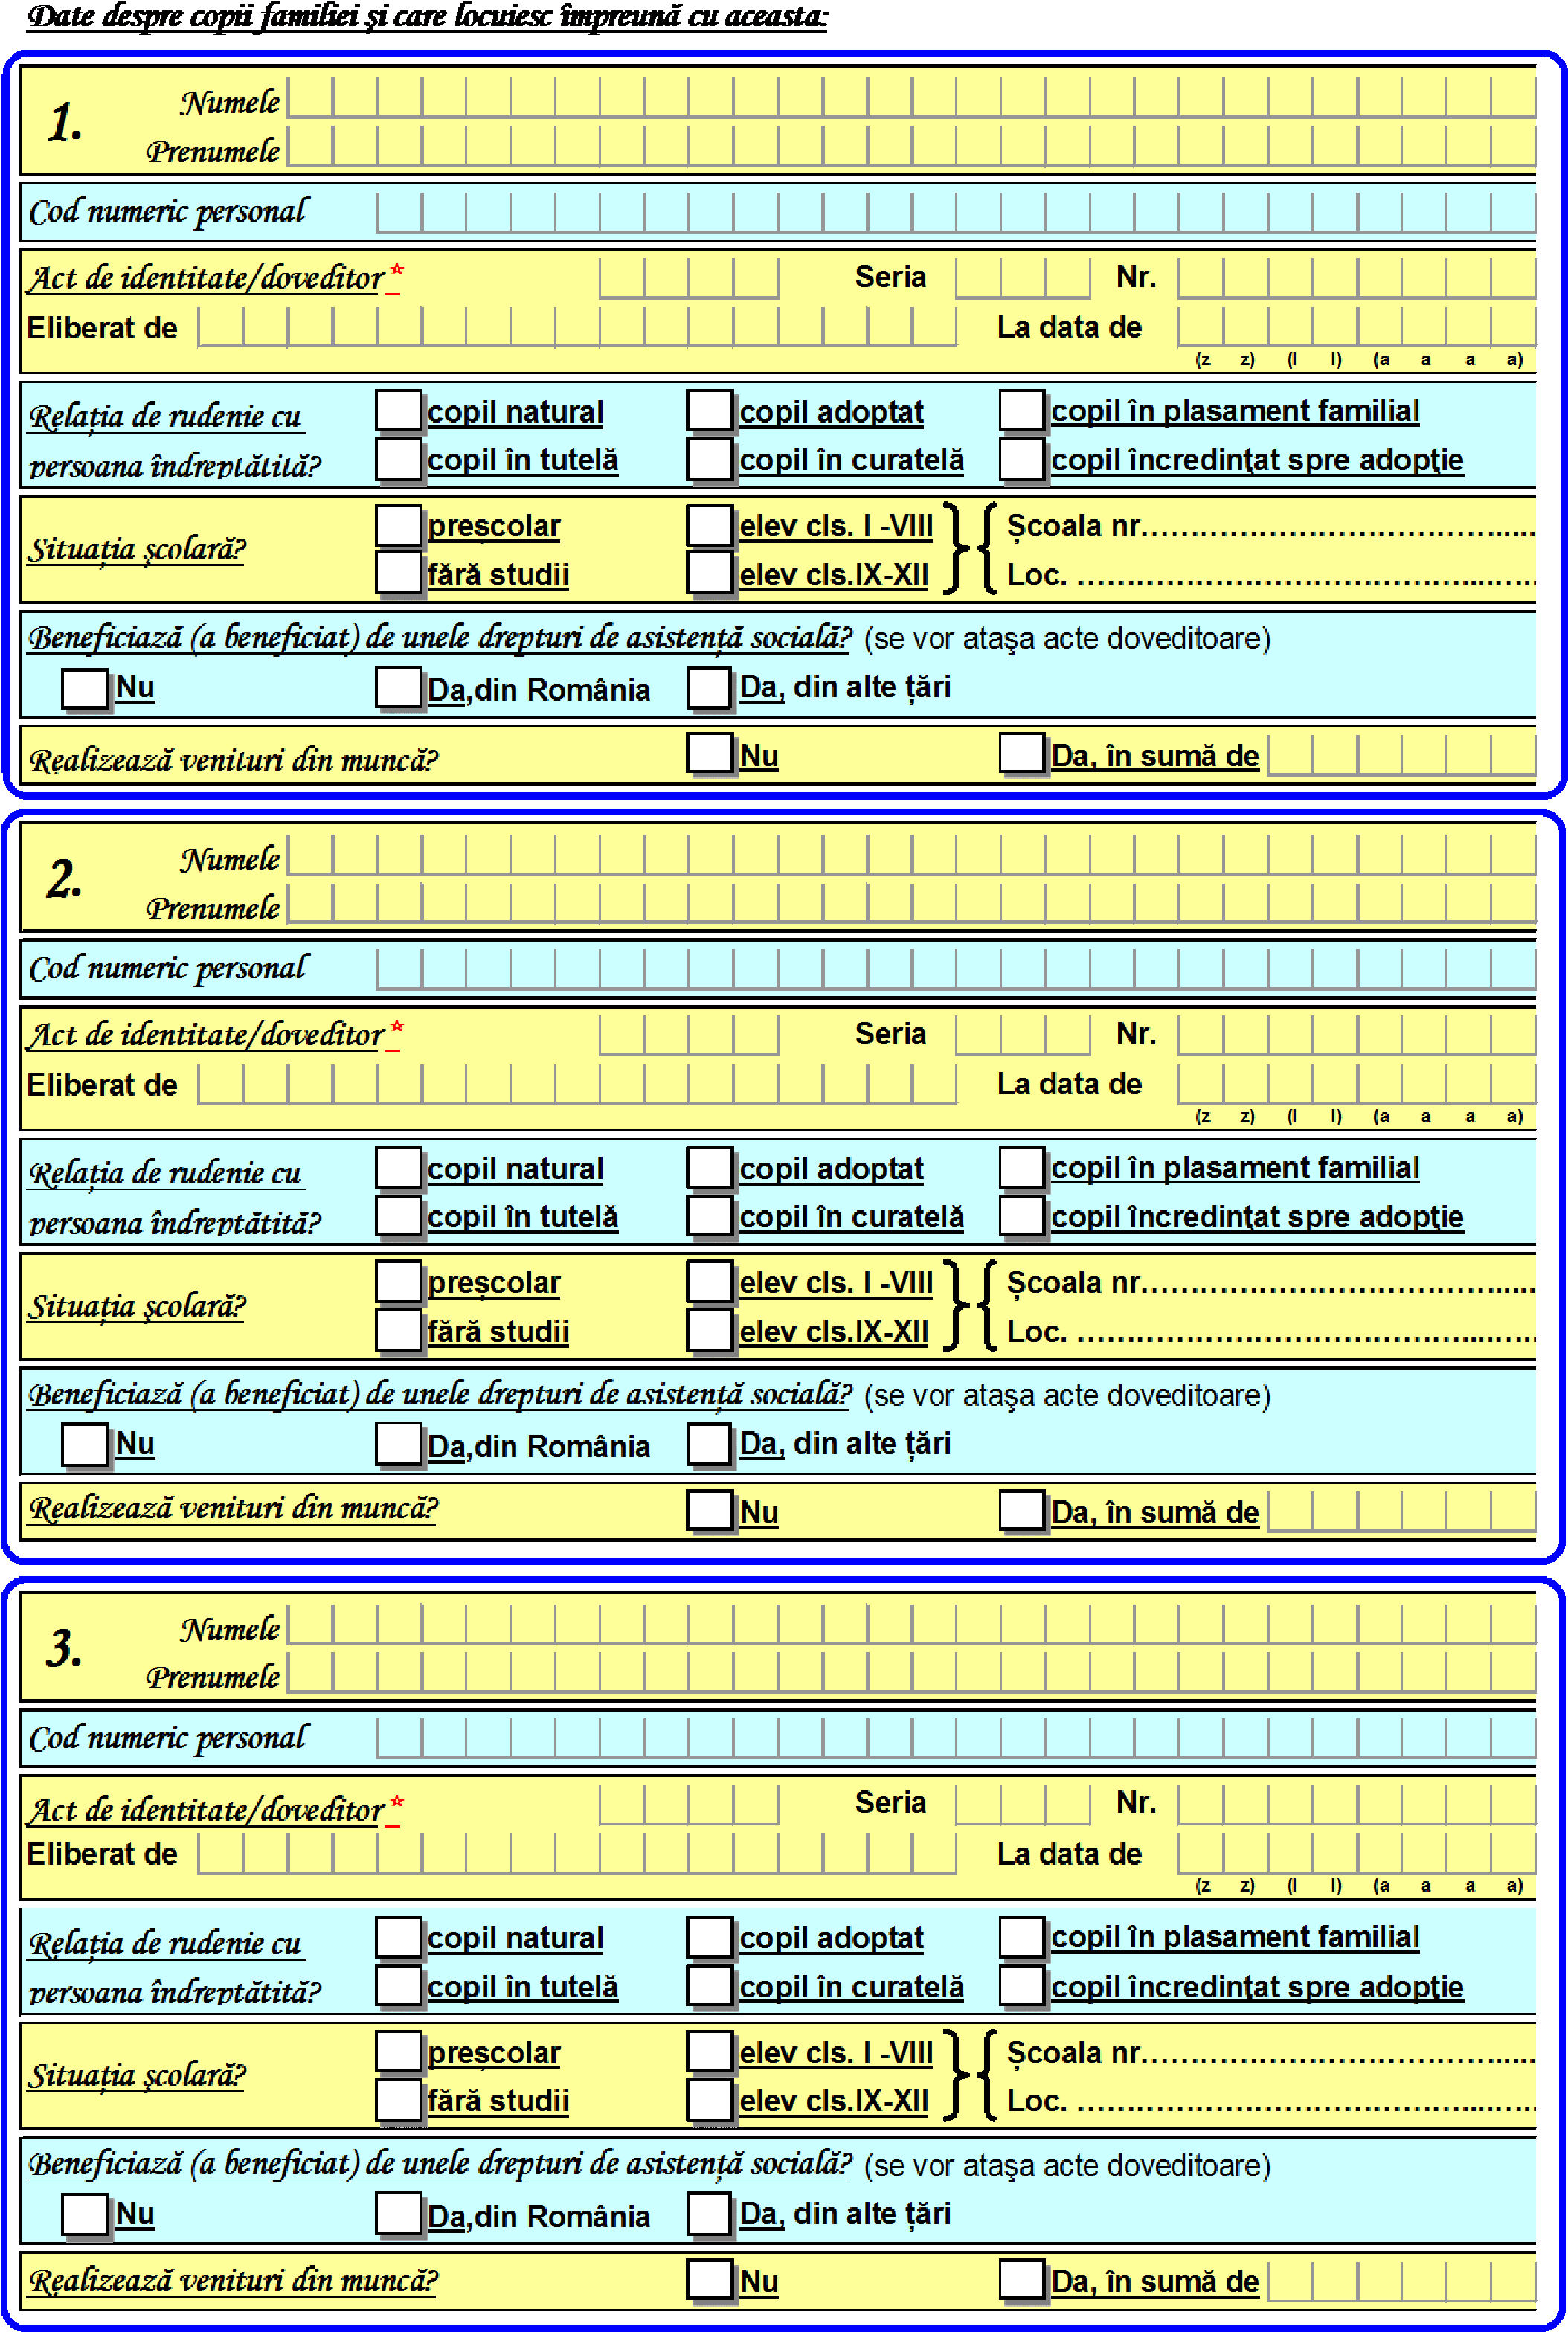 Date despre copii familiei și care locuiesc împreună cu aceasta:
1. Numele
Prenumele
Cod numeric personal
Act de identitate/doveditor * Seria Nr.
Eliberat de La data de
(z z) (l l) (a a a a)
Relația de rudenie cu copil natural copil adoptat copil în plasament familial
persoana îndreptătită? copil în tutelă copil în curatelă copil încredinţat spre adopţie
Situația școlară? preșcolar elev cls. I -VIII Școala nr.......................................
fără studii elev cls.IX-XII Loc. .............................................
Beneficiază (a beneficiat) de unele drepturi de asistență socială? (se vor ataşa acte doveditoare)
Nu Da,din România Da, din alte țări
Realizează venituri din muncă? Nu Da, în sumă de
2. Numele
Prenumele
Cod numeric personal
Act de identitate/doveditor * Seria Nr.
Eliberat de La data de
(z z) (l l) (a a a a)
Relația de rudenie cu copil natural copil adoptat copil în plasament familial
persoana îndreptătită? copil în tutelă copil în curatelă copil încredinţat spre adopţie
Situația școlară? preșcolar elev cls. I -VIII Școala nr.......................................
fără studii elev cls.IX-XII Loc. .............................................
Beneficiază (a beneficiat) de unele drepturi de asistență socială? (se vor ataşa acte doveditoare)
Nu Da,din România Da, din alte țări
Realizează venituri din muncă? Nu Da, în sumă de
3. Numele
Prenumele
Cod numeric personal
Act de identitate/doveditor * Seria Nr.
Eliberat de La data de
(z z) (l l) (a a a a)
Relația de rudenie cu copil natural copil adoptat copil în plasament familial
persoana îndreptătită? copil în tutelă copil în curatelă copil încredinţat spre adopţie
Situația școlară? preșcolar elev cls. I -VIII Școala nr.......................................
fără studii elev cls.IX-XII Loc. .............................................
Beneficiază (a beneficiat) de unele drepturi de asistență socială? (se vor ataşa acte doveditoare)
Nu Da,din România Da, din alte țări
Realizează venituri din muncă? Nu Da, în sumă de